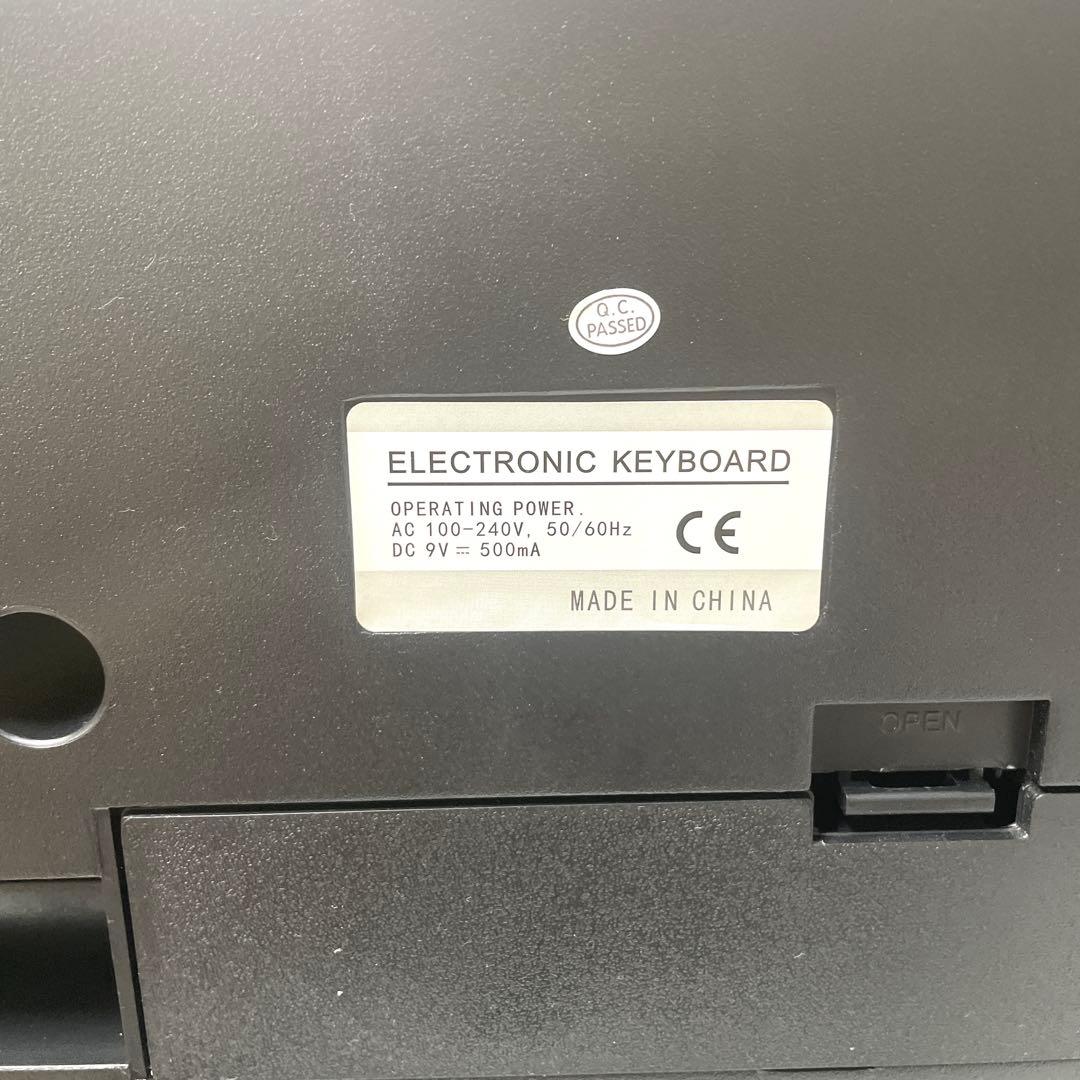 Q.C.
PASSED
ELECTRONIC KEYBOARD
OPERATING POWER.
AC 100-240V, 50/60Hz
DC 9V⎓500mA
CE
MADE IN CHINA
OPEN